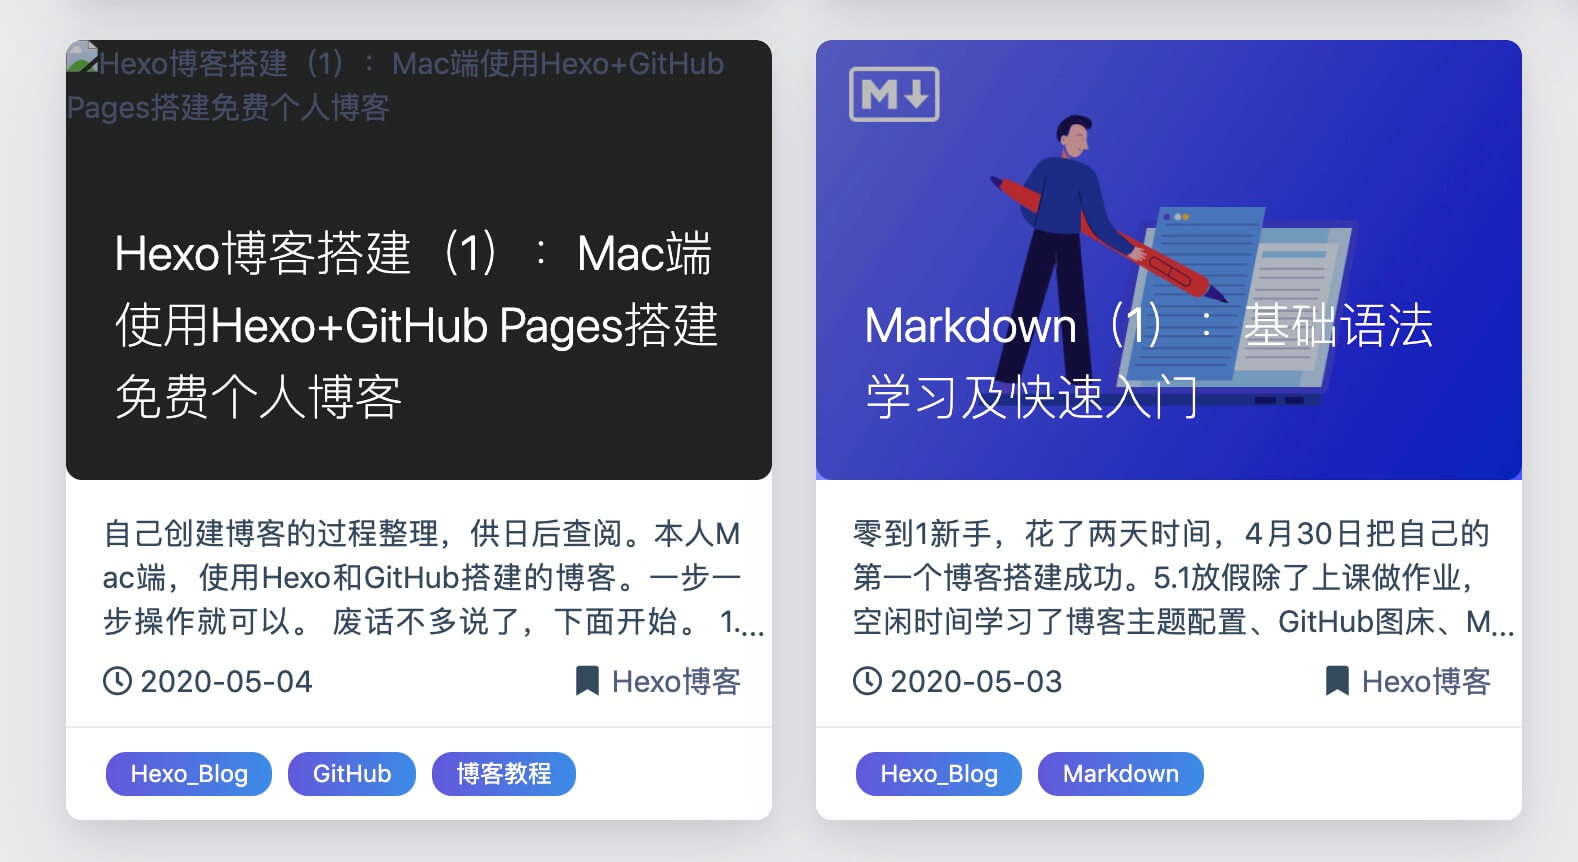 Hexo博客搭建（1）：Mac端使用Hexo+GitHub
Pages搭建免费个人博客
Hexo博客搭建（1）：Mac端
使用Hexo+GitHub Pages搭建
免费个人博客
自己创建博客的过程整理，供日后查阅。本人M
ac端，使用Hexo和GitHub搭建的博客。一步一
步操作就可以。 废话不多说了，下面开始。 1....
2020-05-04 Hexo博客
Hexo_Blog GitHub 博客教程
M
Markdown（1）：基础语法
学习及快速入门
零到1新手，花了两天时间，4月30日把自己的
第一个博客搭建成功。5.1放假除了上课做作业，
空闲时间学习了博客主题配置、GitHub图床、M...
2020-05-03 Hexo博客
Hexo_Blog Markdown